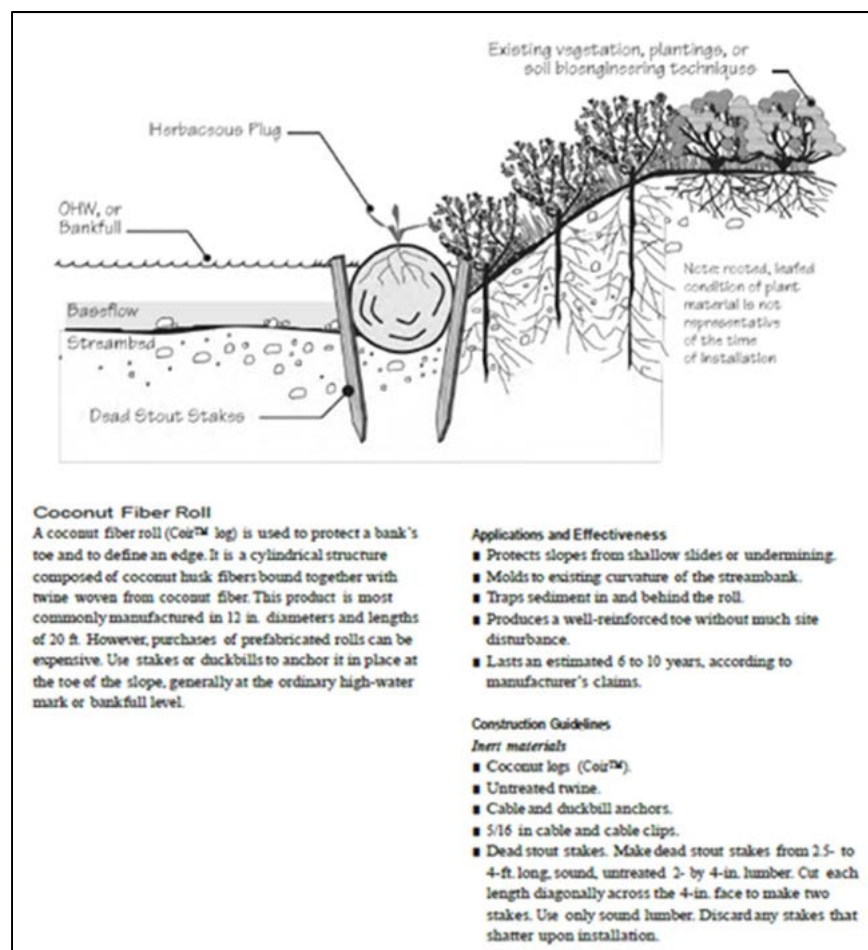 Existing vegetation, plantings, or
soil bioengineering techniques
Herbaceous Plug
OHW, or
Bankfull
Note: rooted, leafed
condition of plant
material is not
representative
of the time
of installation
Baseflow
Streambed
Dead Stout Stakes
Coconut Fiber Roll
A coconut fiber roll (Coir™ log) is used to protect a bank's
toe and to define an edge. It is a cylindrical structure
composed of coconut husk fibers bound together with
twine woven from coconut fiber. This product is most
commonly manufactured in 12 in. diameters and lengths
of 20 ft. However, purchases of prefabricated rolls can be
expensive. Use stakes or duckbills to anchor it in place at
the toe of the slope, generally at the ordinary high-water
mark or bankfull level.
Applications and Effectiveness
■ Protects slopes from shallow slides or undermining.
■ Molds to existing curvature of the streambank.
■ Traps sediment in and behind the roll.
■ Produces a well-reinforced toe without much site
disturbance.
■ Lasts an estimated 6 to 10 years, according to
manufacturer's claims.
Construction Guidelines
Inert materials
■ Coconut logs (Coir™).
■ Untreated twine.
■ Cable and duckbill anchors.
■ 5/16 in cable and cable clips.
■ Dead stout stakes. Make dead stout stakes from 2.5- to
4-ft. long, sound, untreated 2- by 4-in. lumber. Cut each
length diagonally across the 4-in. face to make two
stakes. Use only sound lumber. Discard any stakes that
shatter upon installation.